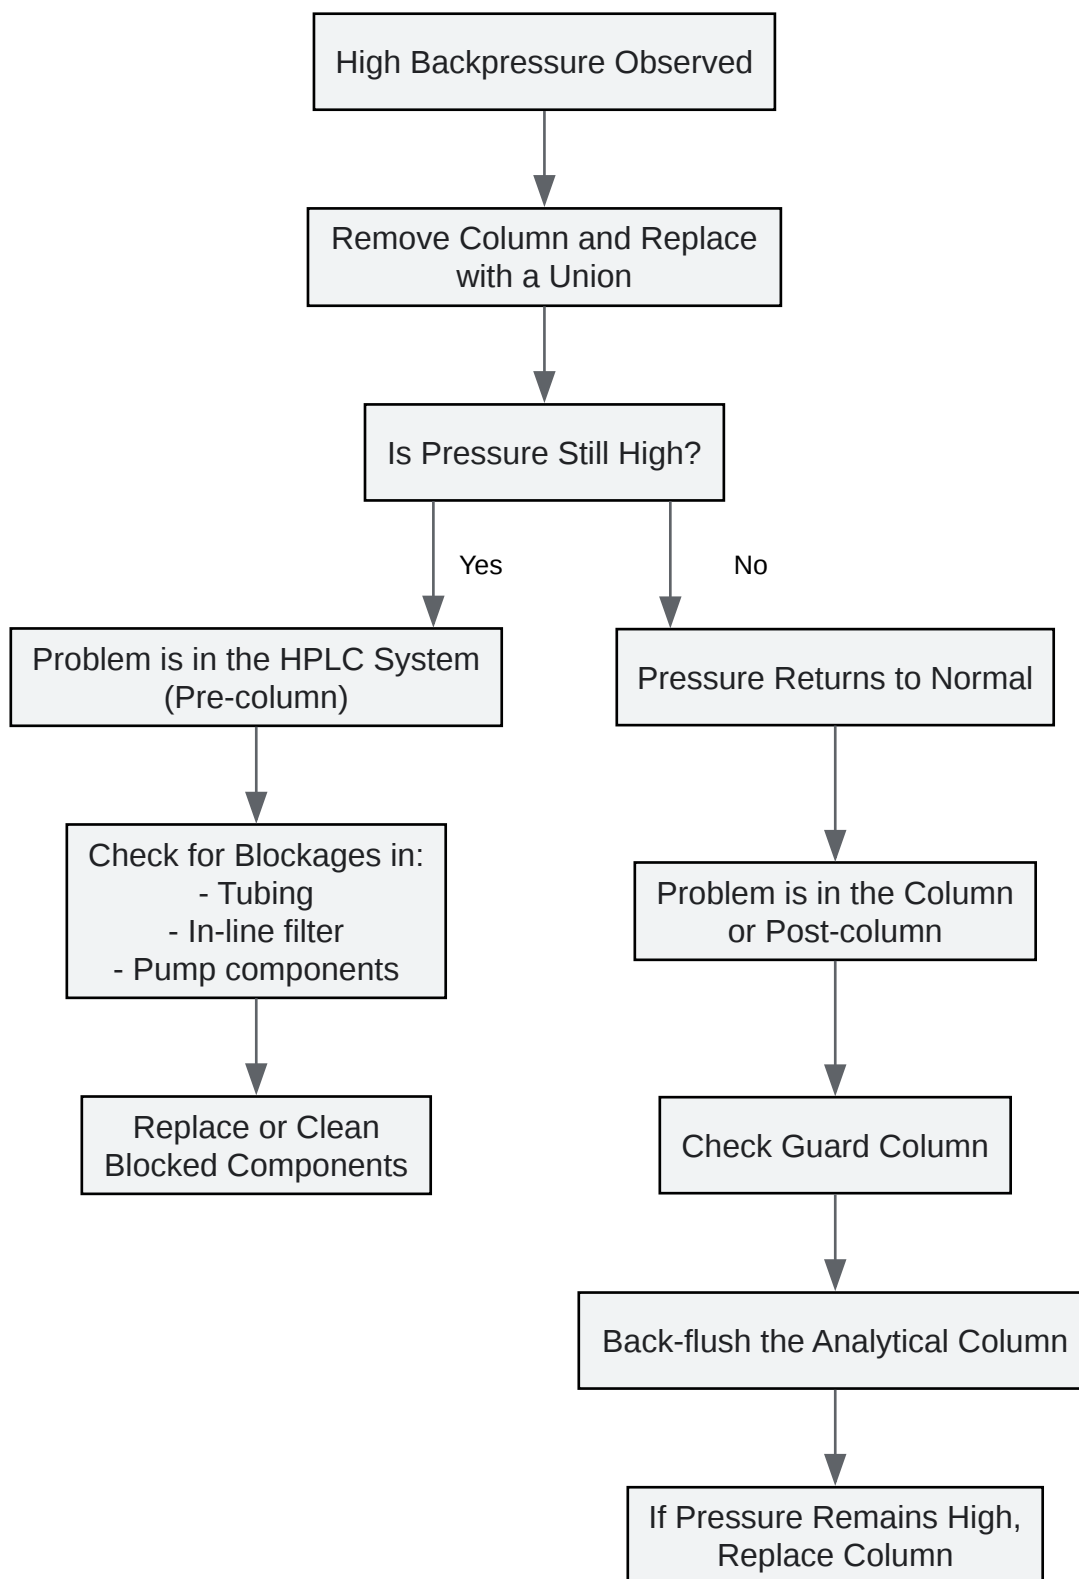 High Backpressure Observed
Remove Column and Replace
with a Union
Is Pressure Still High?
Yes
No
Problem is in the HPLC System
(Pre-column)
Pressure Returns to Normal
Check for Blockages in:
- Tubing
- In-line filter
- Pump components
Problem is in the Column
or Post-column
Replace or Clean
Blocked Components
Check Guard Column
Back-flush the Analytical Column
If Pressure Remains High,
Replace Column